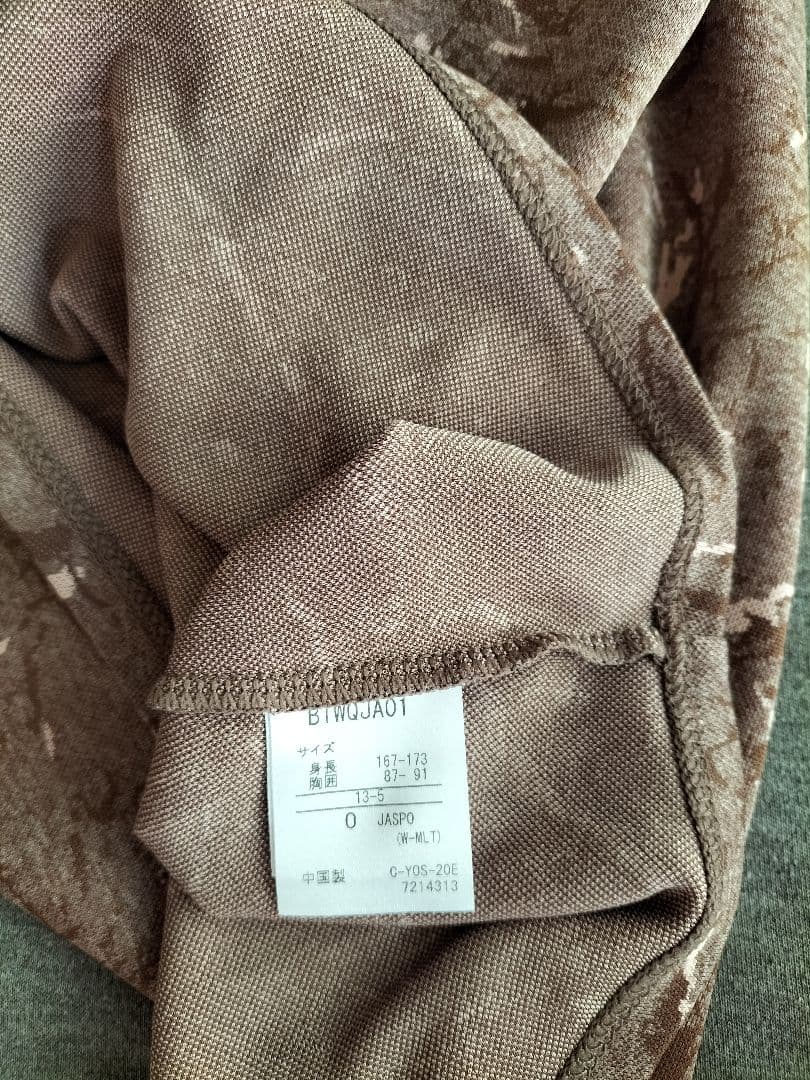 B1WQJA01
サイズ
身長 167-173
胸囲 87- 91
13-5
O JASPO
(W-MLT)
中国製 C-YOS-20E
7214313